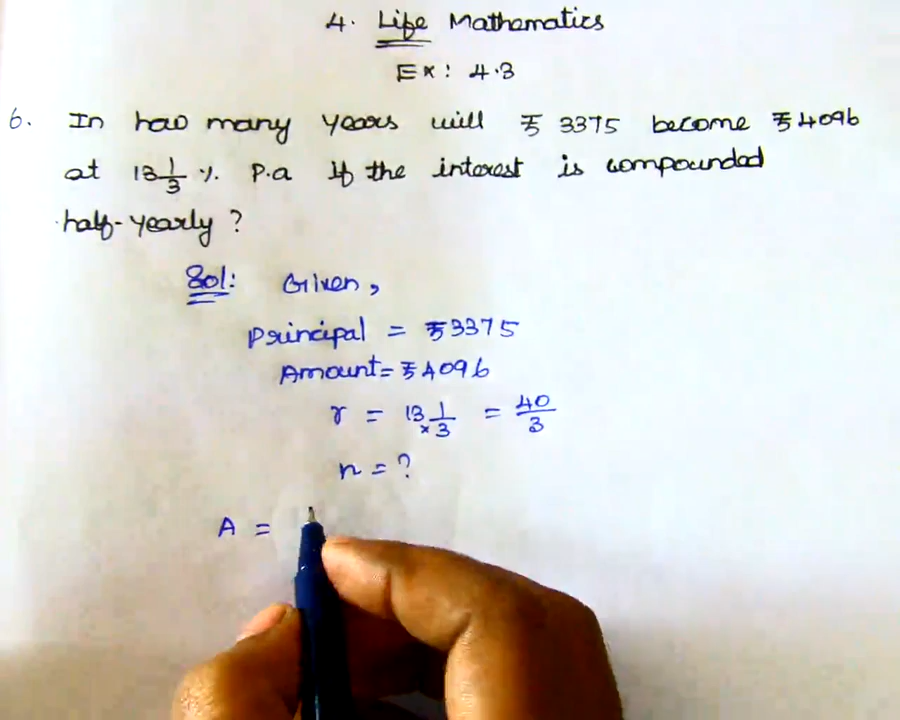 4. Life Mathematics
Ex: 4.3
6. In how many years will ₹ 3375 become ₹ 4096
at 13 1/3 %. P.a if the interest is compounded
half-yearly ?
Sol: Given,
Principal = ₹3375
Amount = ₹4096
r = 13 1/×3 = 40/3
n = ?
A =